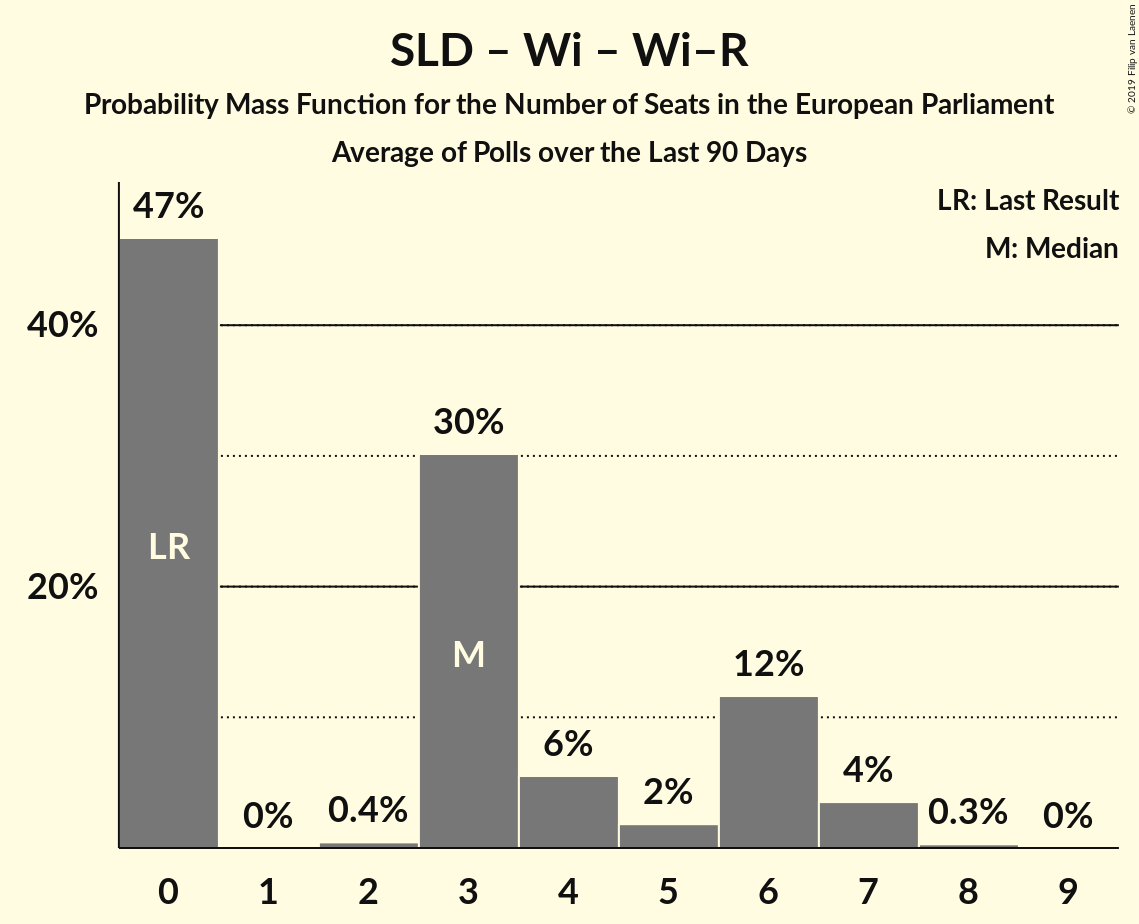 SLD – Wi – Wi–R
Probability Mass Function for the Number of Seats in the European Parliament
Average of Polls over the Last 90 Days
© 2019 Filip van Laenen
LR: Last Result
M: Median
47%
40%
30%
LR
20%
M
12%
6%
4%
2%
0%
0.4%
0.3%
0%
0 1 2 3 4 5 6 7 8 9